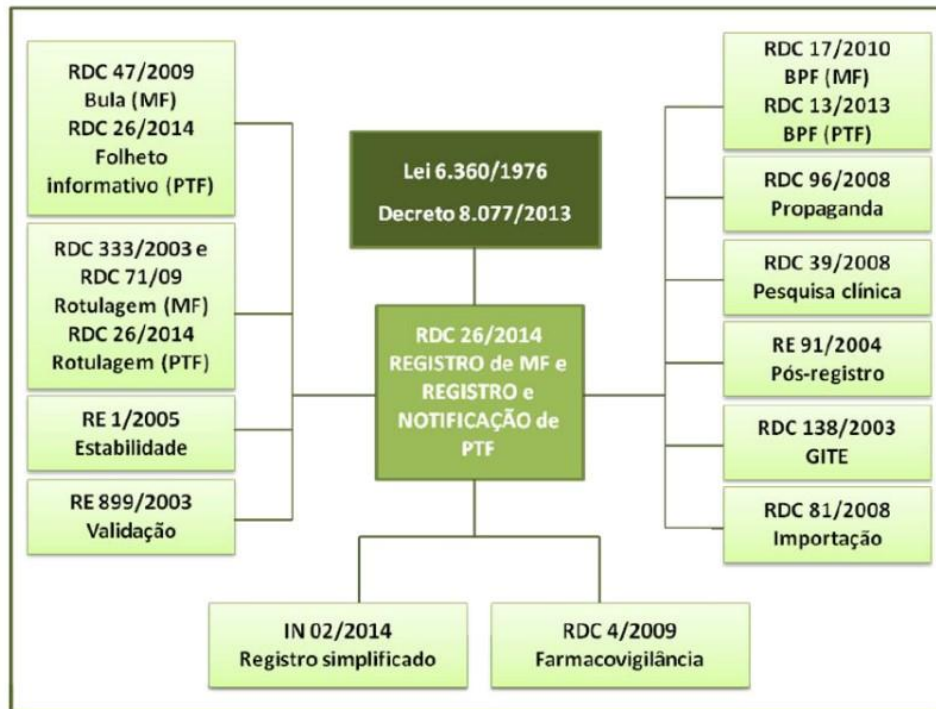 RDC 47/2009
Bula (MF)
RDC 26/2014
Folheto
informativo (PTF)
RDC 333/2003 e
RDC 71/09
Rotulagem (MF)
RDC 26/2014
Rotulagem (PTF)
RE 1/2005
Estabilidade
RE 899/2003
Validação
Lei 6.360/1976
Decreto 8.077/2013
RDC 26/2014
REGISTRO de MF e
REGISTRO e
NOTIFICAÇÃO de
PTF
IN 02/2014
Registro simplificado
RDC 4/2009
Farmacovigilância
RDC 17/2010
BPF (MF)
RDC 13/2013
BPF (PTF)
RDC 96/2008
Propaganda
RDC 39/2008
Pesquisa clínica
RE 91/2004
Pós-registro
RDC 138/2003
GITE
RDC 81/2008
Importação